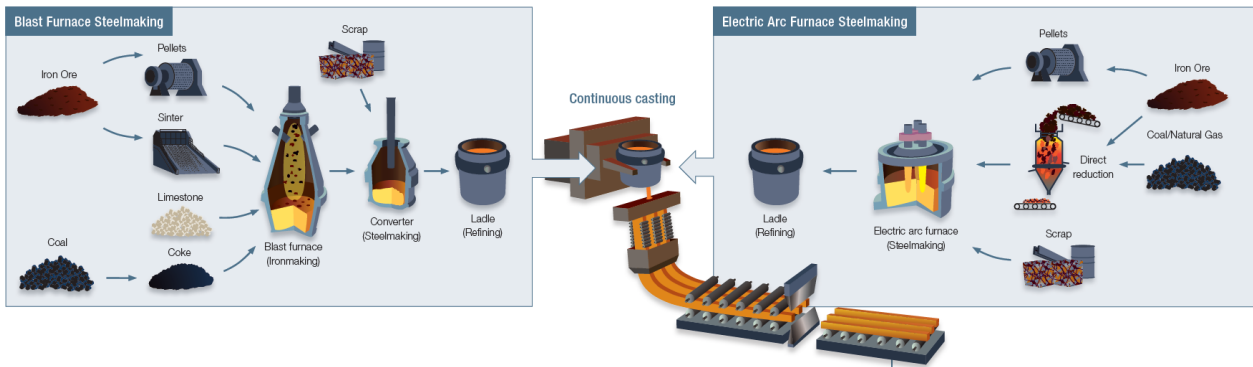 Blast Furnace Steelmaking
Pellets
Iron Ore
Sinter
Limestone
Coal
Coke
Scrap
Blast furnace
(Ironmaking)
Converter
(Steelmaking)
Ladle
(Refining)
Continuous casting
Electric Arc Furnace Steelmaking
Pellets
Iron Ore
Coal/Natural Gas
Direct
reduction
Ladle
(Refining)
Electric arc furnace
(Steelmaking)
Scrap